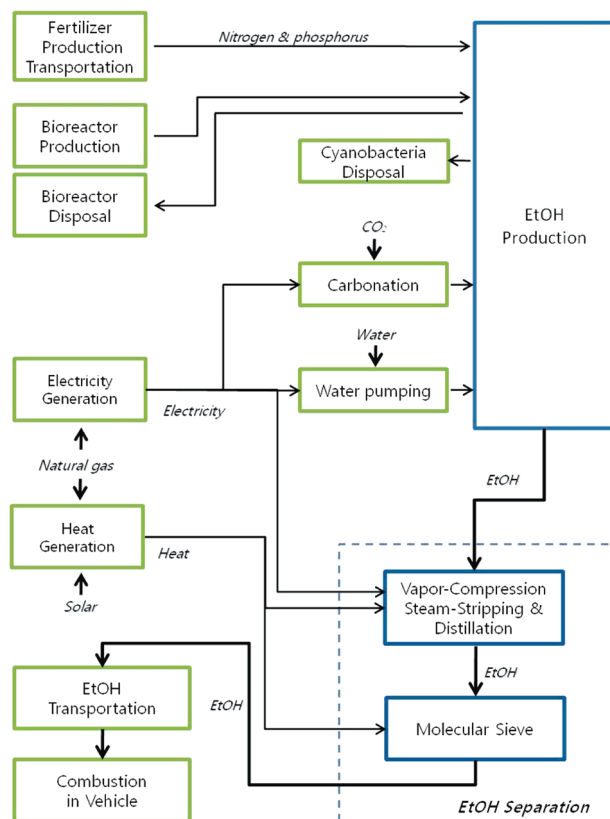 Fertilizer
Production
Transportation
Nitrogen & phosphorus
Bioreactor
Production
Bioreactor
Disposal
Cyanobacteria
Disposal
EtOH
Production
CO₂
Carbonation
Water
Water pumping
Electricity
Generation
Electricity
Natural gas
Heat
Generation
Heat
Solar
EtOH
Vapor-Compression
Steam-Stripping &
Distillation
EtOH
Molecular Sieve
EtOH
EtOH
Transportation
Combustion
in Vehicle
EtOH Separation